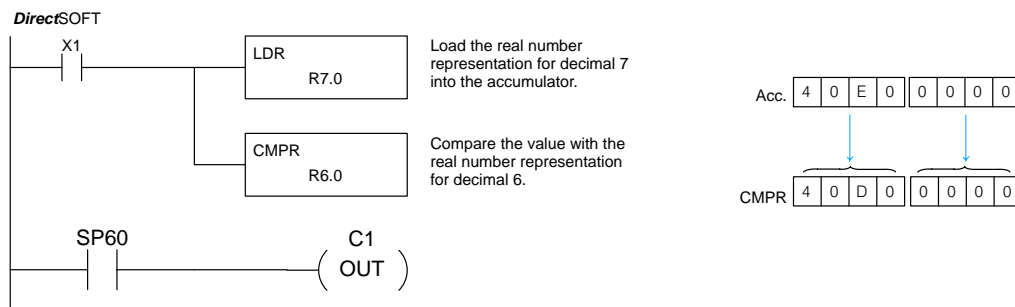 DirectSOFT
X1
LDR
R7.0
Load the real number
representation for decimal 7
into the accumulator.
CMPR
R6.0
Compare the value with the
real number representation
for decimal 6.
SP60
C1
OUT
Acc. 4 0 E 0 0 0 0 0
CMPR 4 0 D 0 0 0 0 0